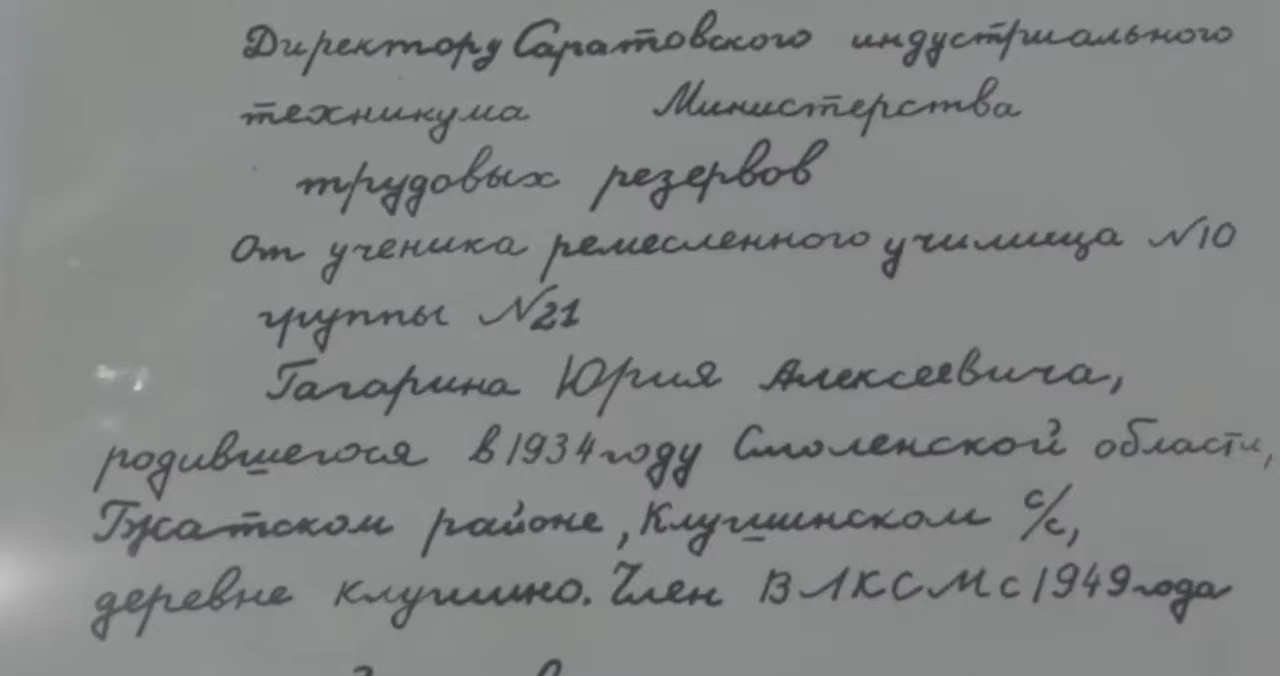 Директору Саратовского индустриального
техникума Министерства
трудовых резервов
От ученика ремесленного училища №10
группы №21
Гагарина Юрия Алексеевича,
родившегося в 1934 году Смоленской области,
Гжатском районе, Клушинском с/с,
деревне клушино. Член ВЛКСМ с 1949 года